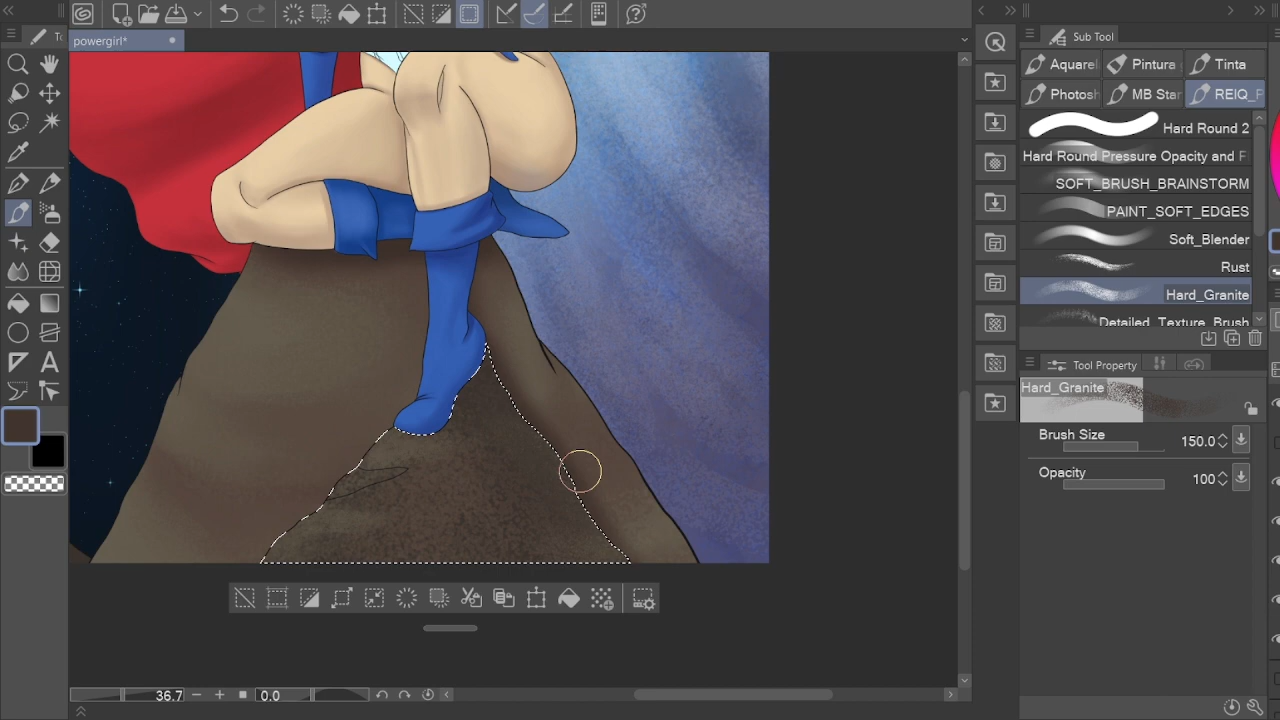 To
powergirl*
Sub Tool
Aquarel
Pintura
Tinta
Photosh
MB Star
REIQ_F
Hard Round 2
Hard Round Pressure Opacity and F
SOFT_BRUSH_BRAINSTORM
PAINT_SOFT_EDGES
Soft_Blender
Rust
Hard_Granite
Detailed_Texture_Brush
Tool Property
Hard_Granite
Brush Size
150.0
Opacity
100
36.7
0.0